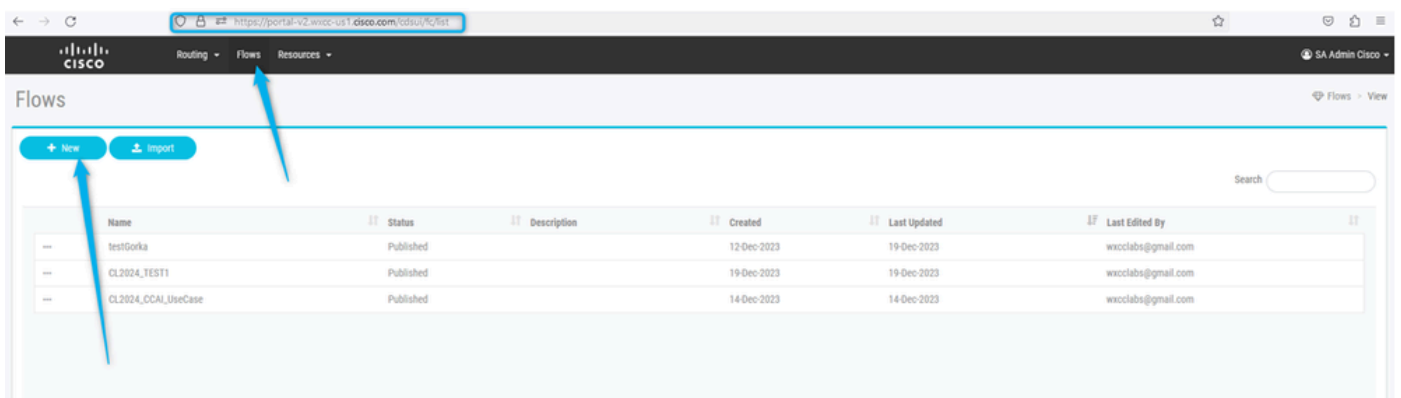 https://portal-v2.wxcc-us1.cisco.com/cdsui/fc/list
CISCO Routing Flows Resources SA Admin Cisco
Flows Flows > View
+ New Import
Search
Name Status Description Created Last Updated Last Edited By
... testGorka Published 12-Dec-2023 19-Dec-2023 wxcclabs@gmail.com
... CL2024_TEST1 Published 19-Dec-2023 19-Dec-2023 wxcclabs@gmail.com
... CL2024_CCAI_UseCase Published 14-Dec-2023 14-Dec-2023 wxcclabs@gmail.com